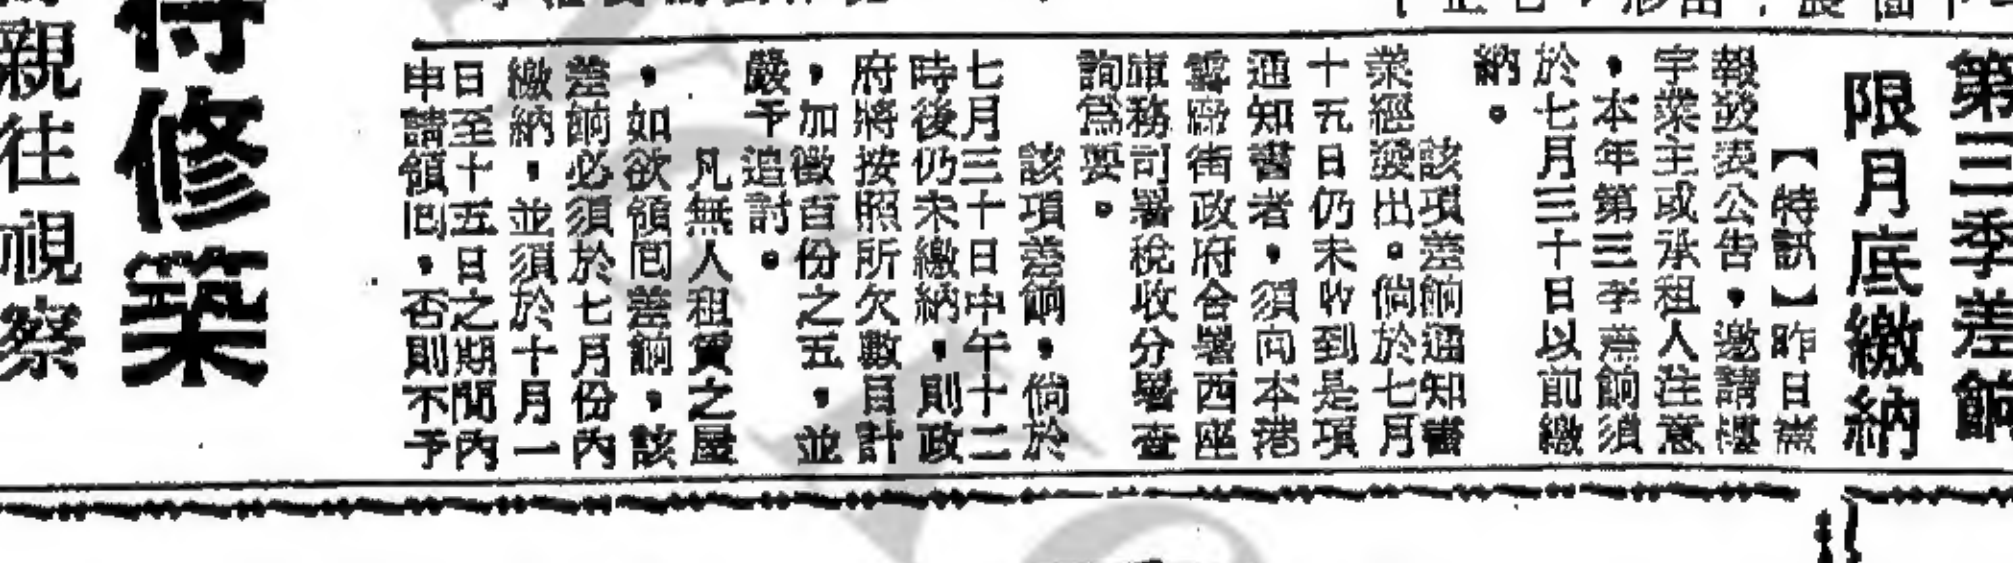 第三季差餉
限月底繳納
【特訊】昨日憲
報發表公告，邀請樓
宇業主或承租人注意
，本年第三季差餉須
於七月三十日以前繳
納。
該項差餉通知書
業經發出。倘於七月
十五日仍未收到是項
通知書者，須向本港
雪廠街政府合署西座
庫務司署稅收分署查
詢爲要。
該項差餉，倘於
七月三十日中午十二
時後仍未繳納，則政
府將按照所欠數目計
，加徵百份之五，並
嚴予追討。
凡無人租賃之屋
，如欲領回差餉，該
差餉必須於七月份內
繳納，並須於十月一
日至十五日之期間內
申請領回，否則不予
修築
親往視察